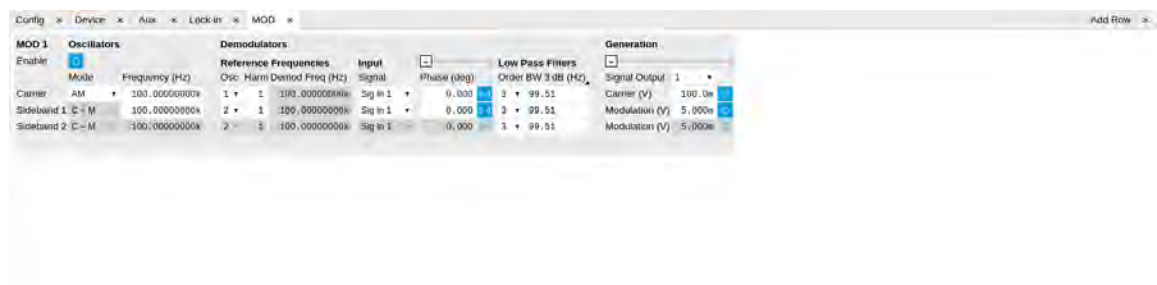 Config × Device × Aux × Lock-in × MOD × Add Row ×
MOD 1 Oscillators Demodulators Generation
Enable Reference Frequencies Input - Low Pass Filters -
Mode Frequency (Hz) Osc Harm Demod Freq (Hz) Signal Phase (deg) Order BW 3 dB (Hz) Signal Output 1
Carrier AM 100.00000000k 1 1 100.00000000k Sig In 1 0.000 3 99.51 Carrier (V) 100.0m
Sideband 1 C - M 100.00000000k 2 1 100.00000000k Sig In 1 0.000 3 99.51 Modulation (V) 5.000m
Sideband 2 C - M 100.00000000k 2 1 100.00000000k Sig In 1 0.000 3 99.51 Modulation (V) 5.000m